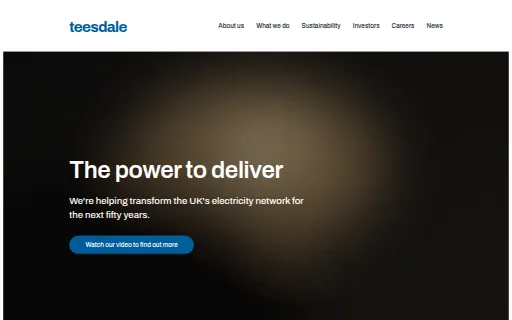 teesdale
About us What we do Sustainability Investors Careers News
The power to deliver
We're helping transform the UK's electricity network for
the next fifty years.
Watch our video to find out more